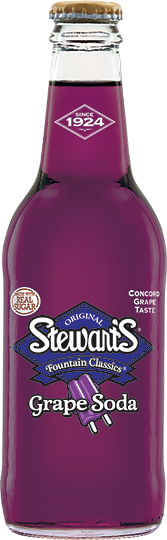 SINCE
1924
MADE WITH
REAL
SUGAR
CONCORD
GRAPE
TASTE
ORIGINAL
Stewart's
Fountain Classics®
Grape Soda